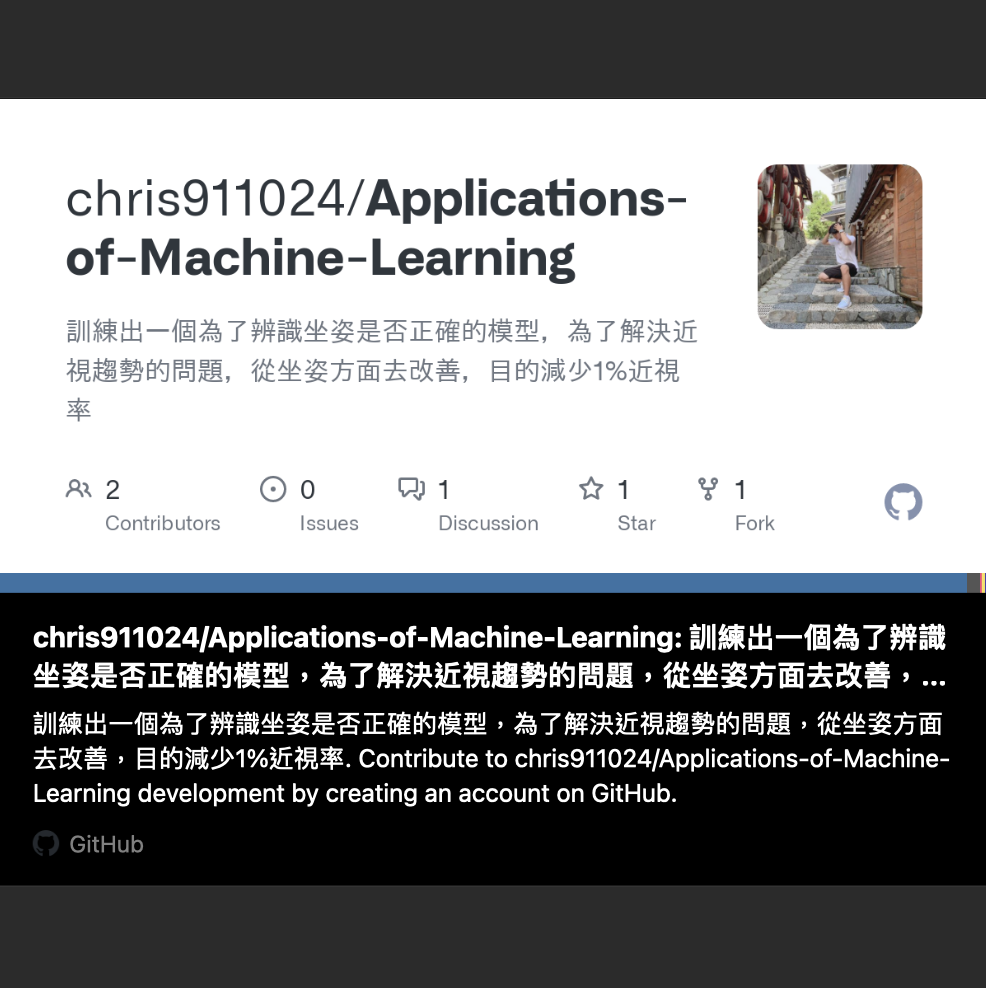 chris911024/Applications-
of-Machine-Learning
訓練出一個為了辨識坐姿是否正確的模型，為了解決近
視趨勢的問題，從坐姿方面去改善，目的減少1%近視
率
2 0 1 1 1
Contributors Issues Discussion Star Fork
chris911024/Applications-of-Machine-Learning: 訓練出一個為了辨識
坐姿是否正確的模型，為了解決近視趨勢的問題，從坐姿方面去改善，...
訓練出一個為了辨識坐姿是否正確的模型，為了解決近視趨勢的問題，從坐姿方面
去改善，目的減少1%近視率. Contribute to chris911024/Applications-of-Machine-
Learning development by creating an account on GitHub.
GitHub